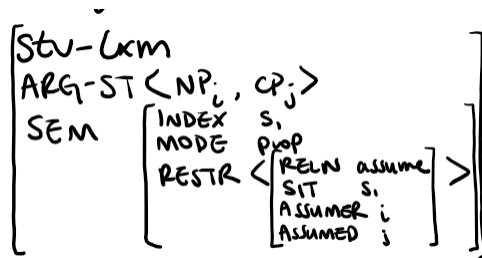 stv-lxm
ARG-ST <NPi, CPj>
SEM
INDEX s1
MODE prop
RESTR <
RELN assume
SIT s1
ASSUMER i
ASSUMED j
>